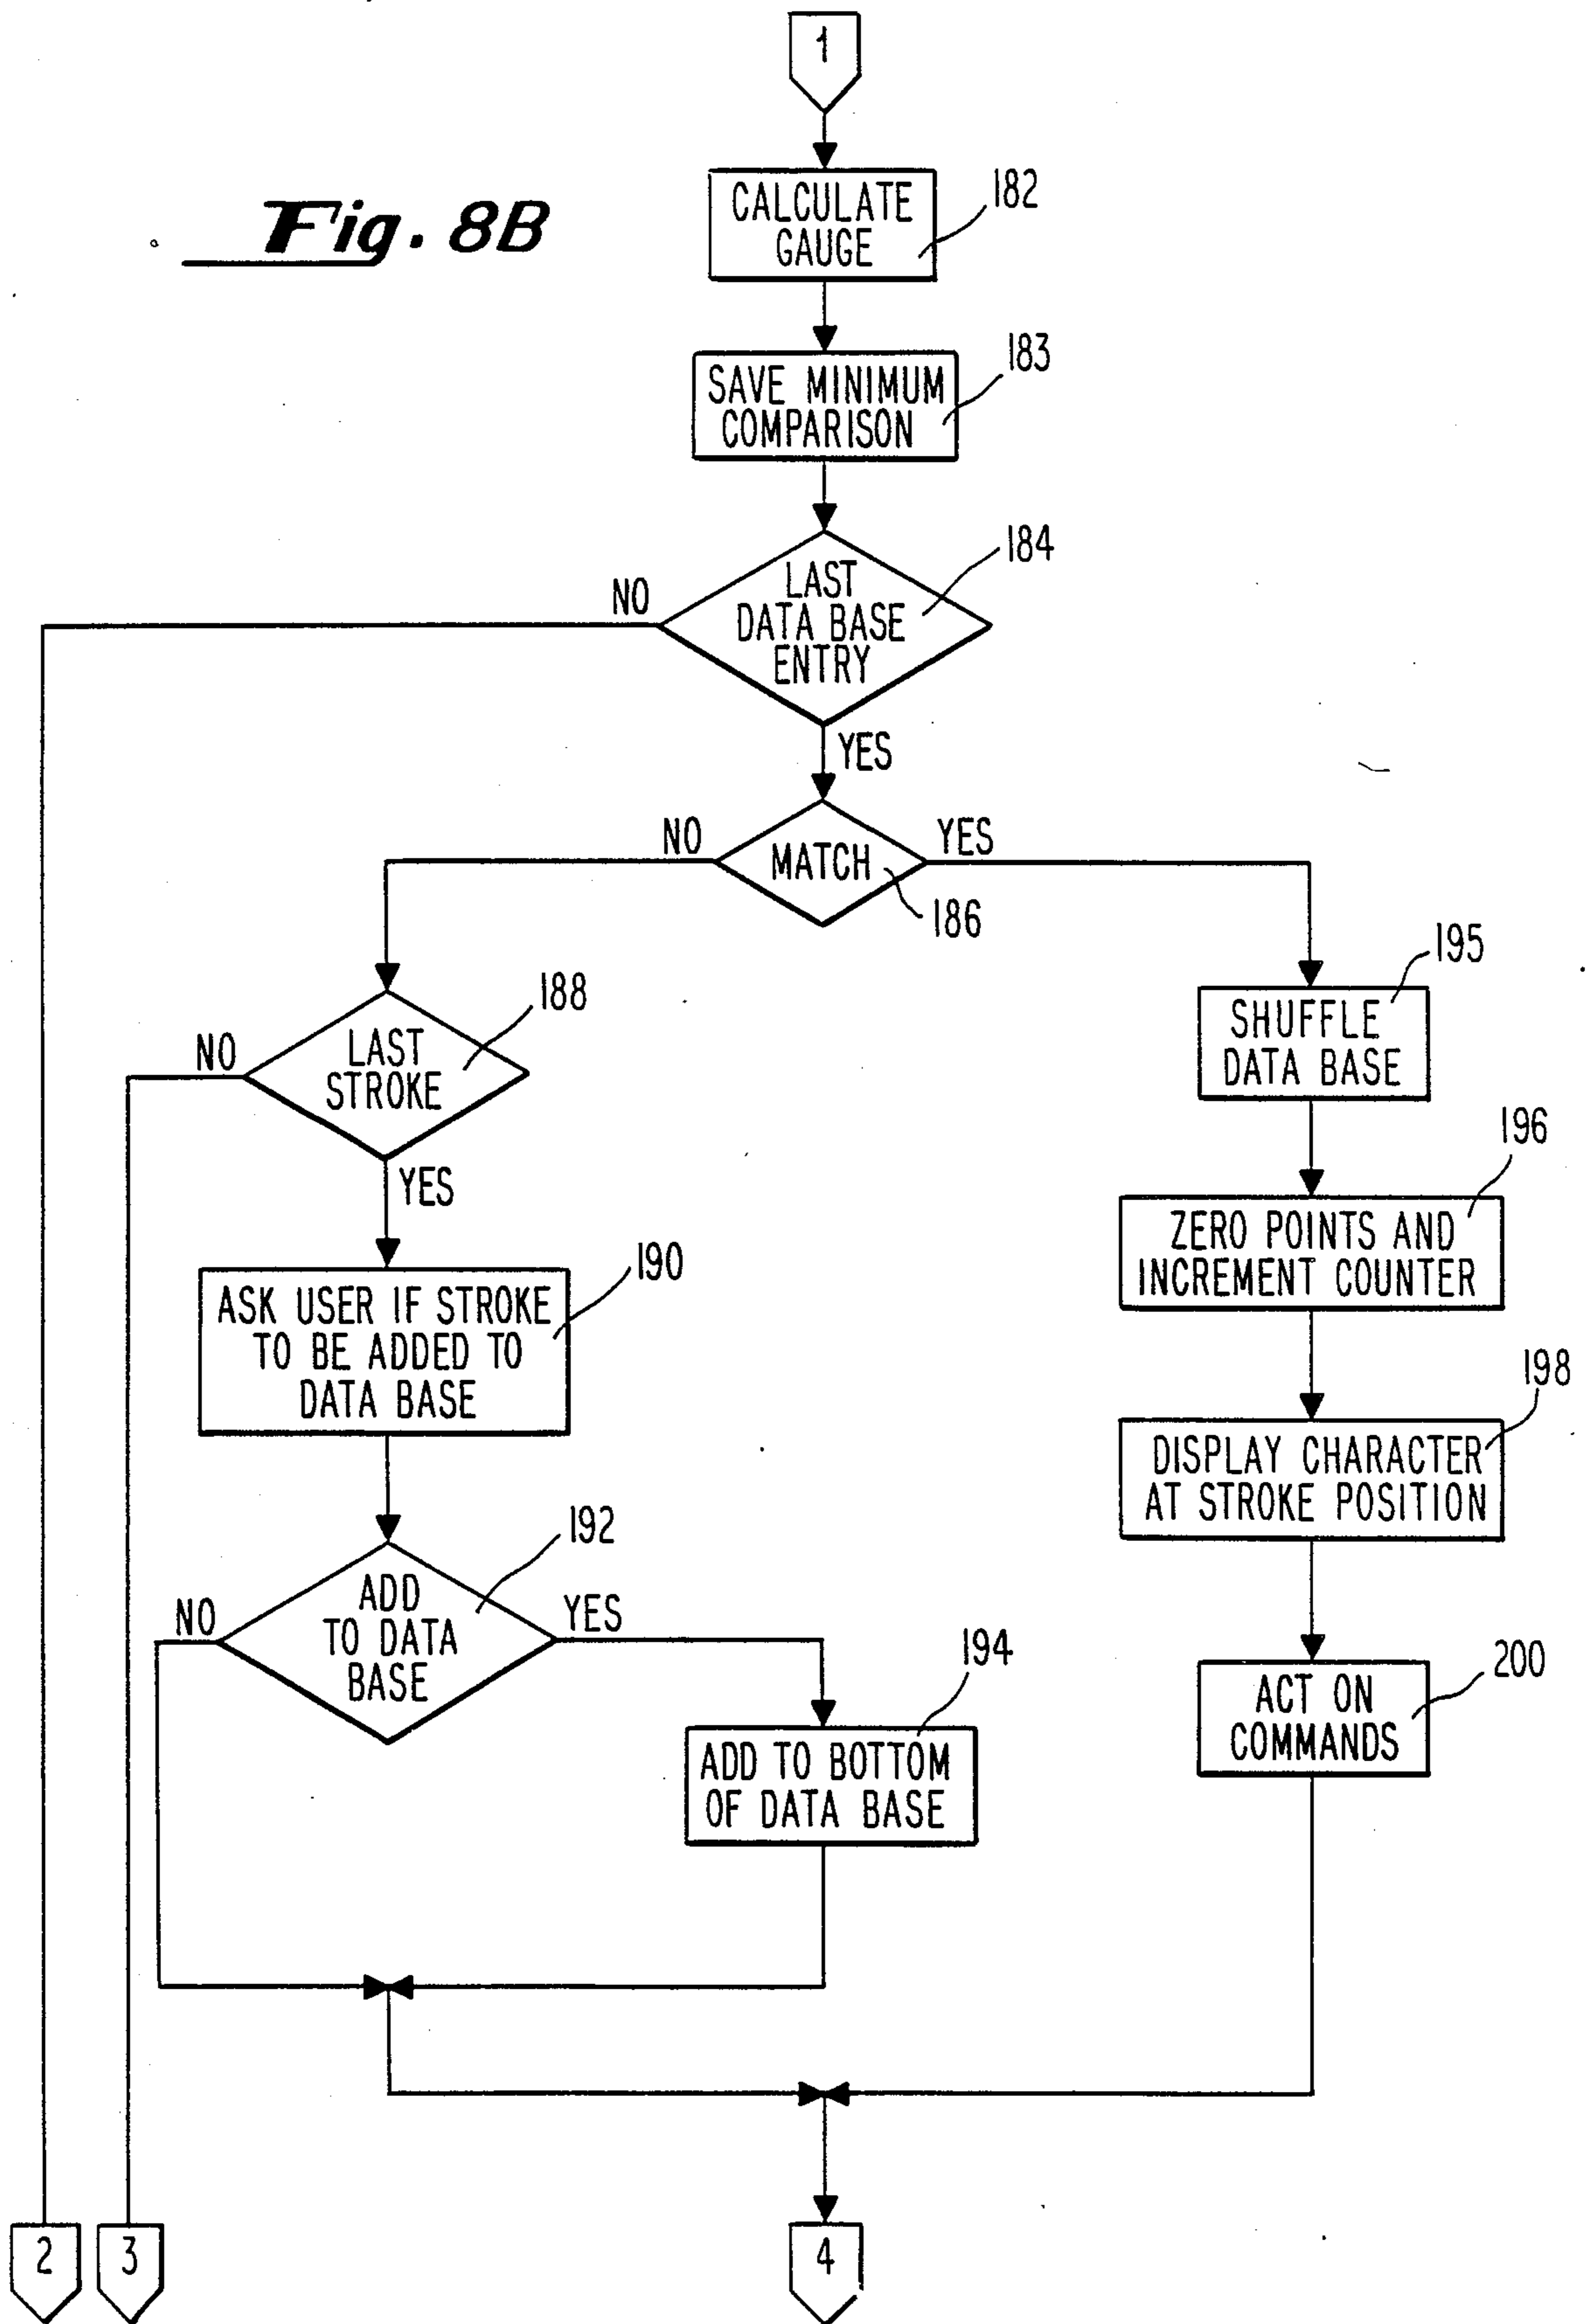 1
Fig. 8B
CALCULATE
GAUGE
182
SAVE MINIMUM
COMPARISON
183
LAST
DATA BASE
ENTRY
184
NO
YES
MATCH
186
NO
YES
LAST
STROKE
188
NO
YES
ASK USER IF STROKE
TO BE ADDED TO
DATA BASE
190
ADD
TO DATA
BASE
192
NO
YES
ADD TO BOTTOM
OF DATA BASE
194
SHUFFLE
DATA BASE
195
ZERO POINTS AND
INCREMENT COUNTER
196
DISPLAY CHARACTER
AT STROKE POSITION
198
ACT ON
COMMANDS
200
2
3
4